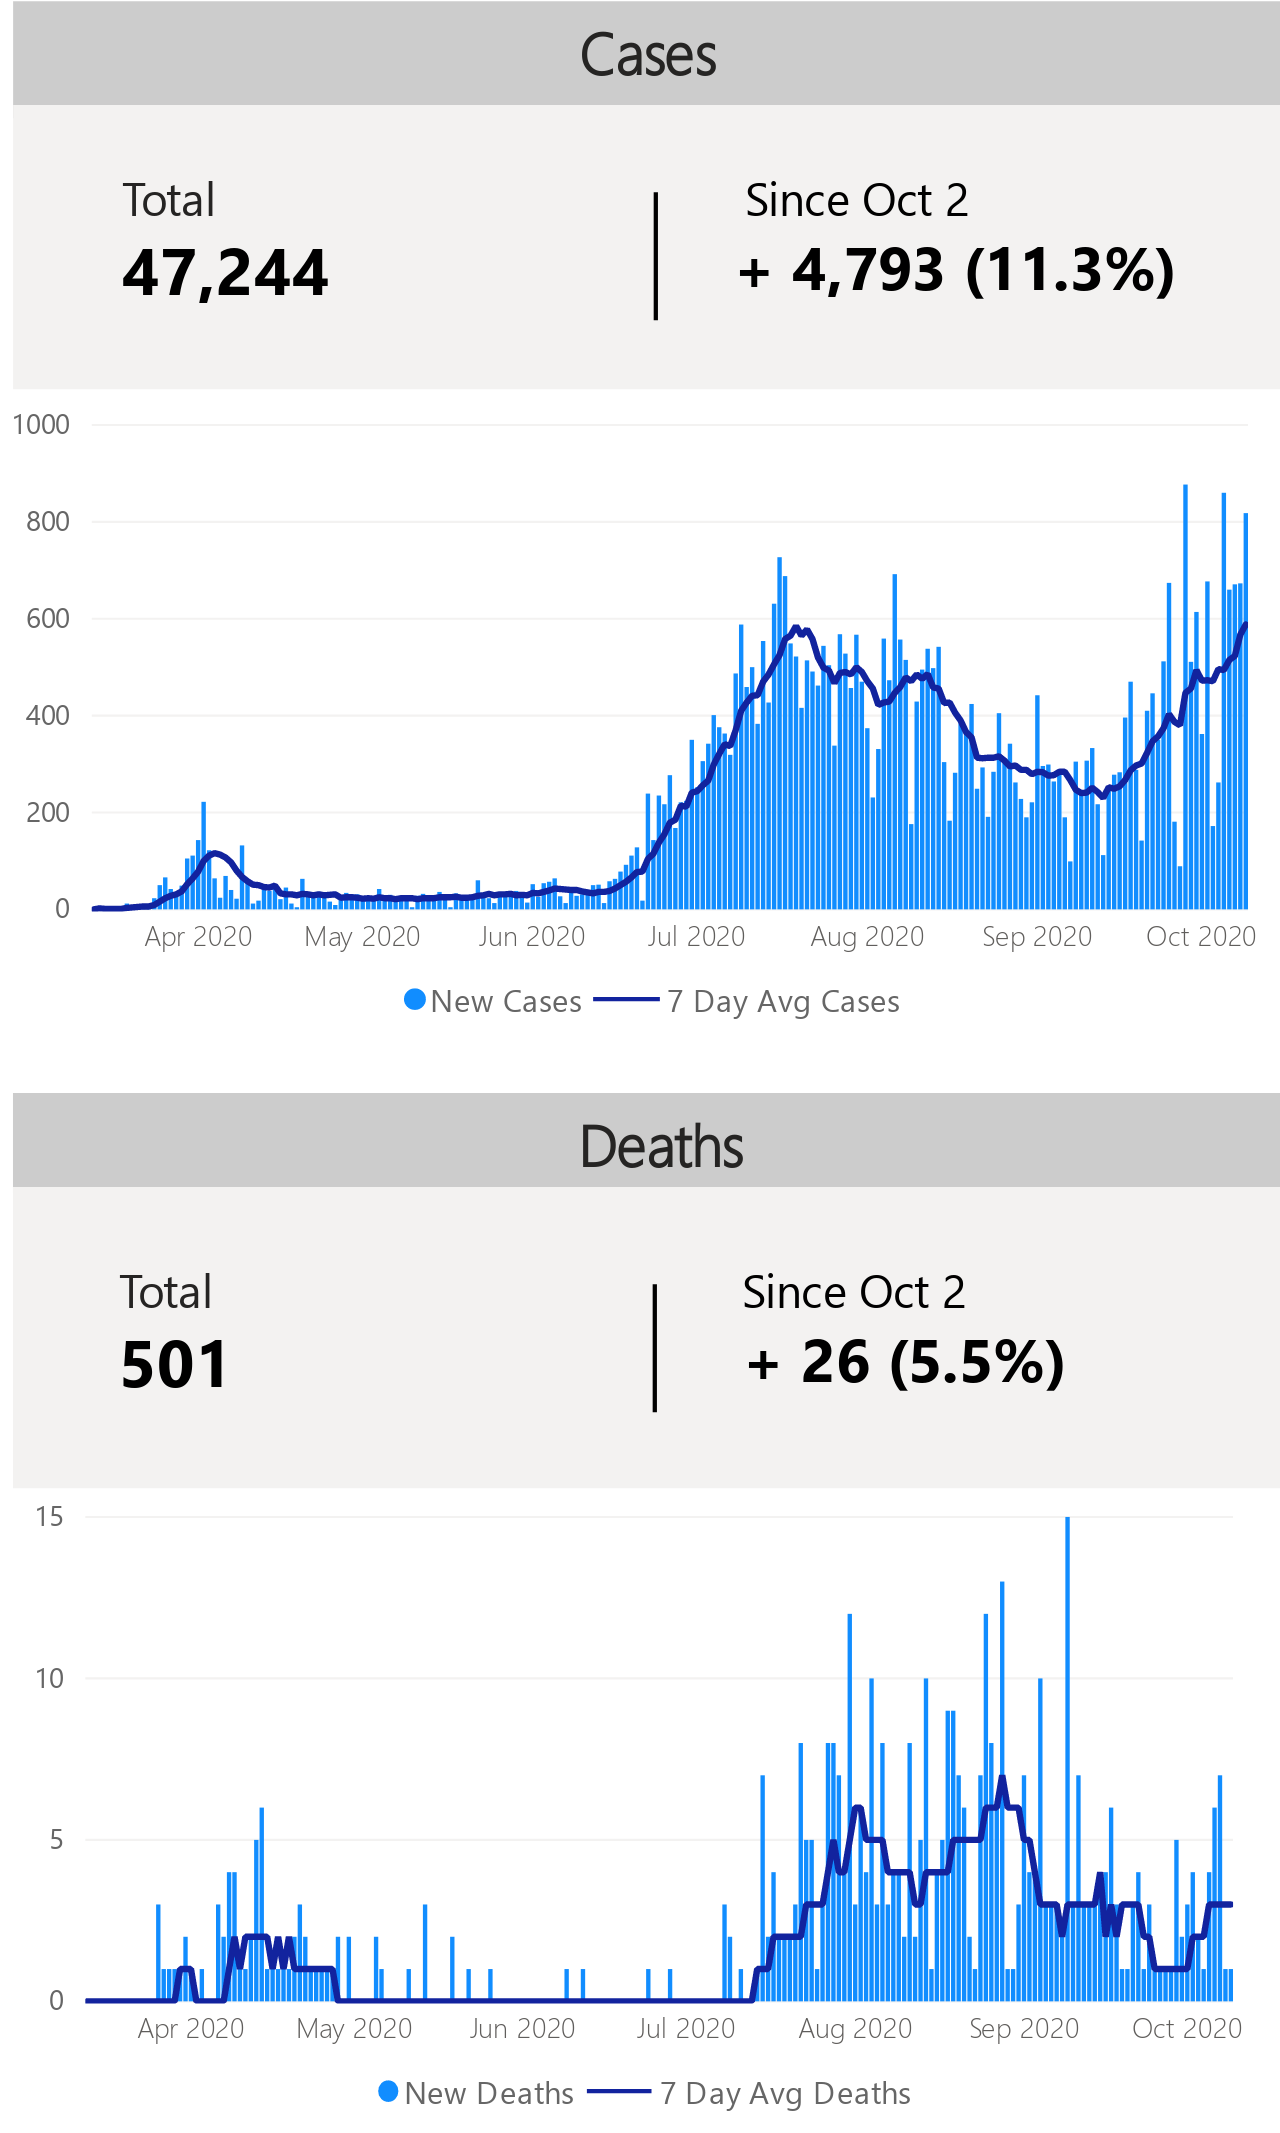 Cases
Total
Since Oct 2
47,244
+ 4,793 (11.3%)
1000
800
600
400
200
0
Apr 2020
May 2020
Jun 2020
Jul 2020
Aug 2020
Sep 2020
Oct 2020
New Cases
7 Day Avg Cases
Deaths
Total
Since Oct 2
501
+ 26 (5.5%)
15
10
5
0
Apr 2020
May 2020
Jun 2020
Jul 2020
Aug 2020
Sep 2020
Oct 2020
New Deaths
7 Day Avg Deaths